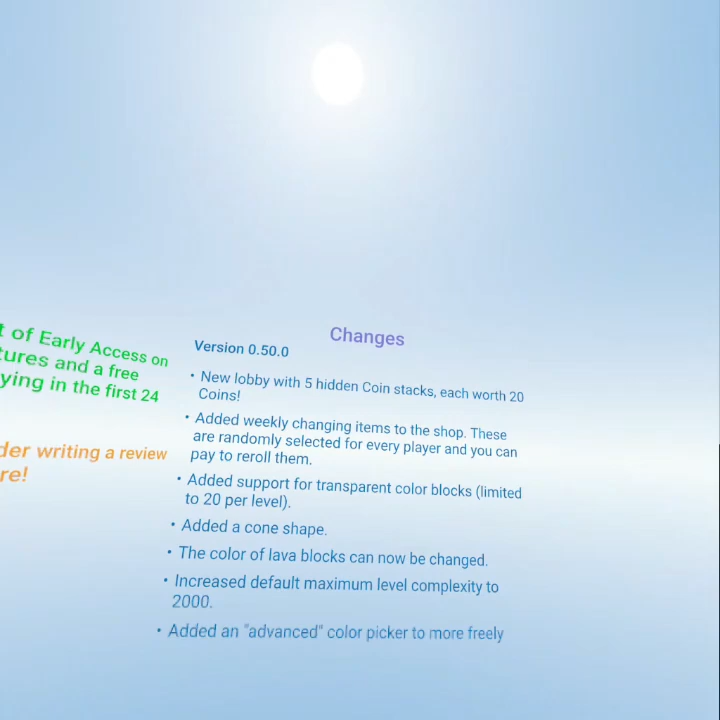 t of Early Access on
tures and a free
ying in the first 24
der writing a review
re!
Changes
Version 0.50.0
• New lobby with 5 hidden Coin stacks, each worth 20
Coins!
• Added weekly changing items to the shop. These
are randomly selected for every player and you can
pay to reroll them.
• Added support for transparent color blocks (limited
to 20 per level).
• Added a cone shape.
• The color of lava blocks can now be changed.
• Increased default maximum level complexity to
2000.
• Added an "advanced" color picker to more freely